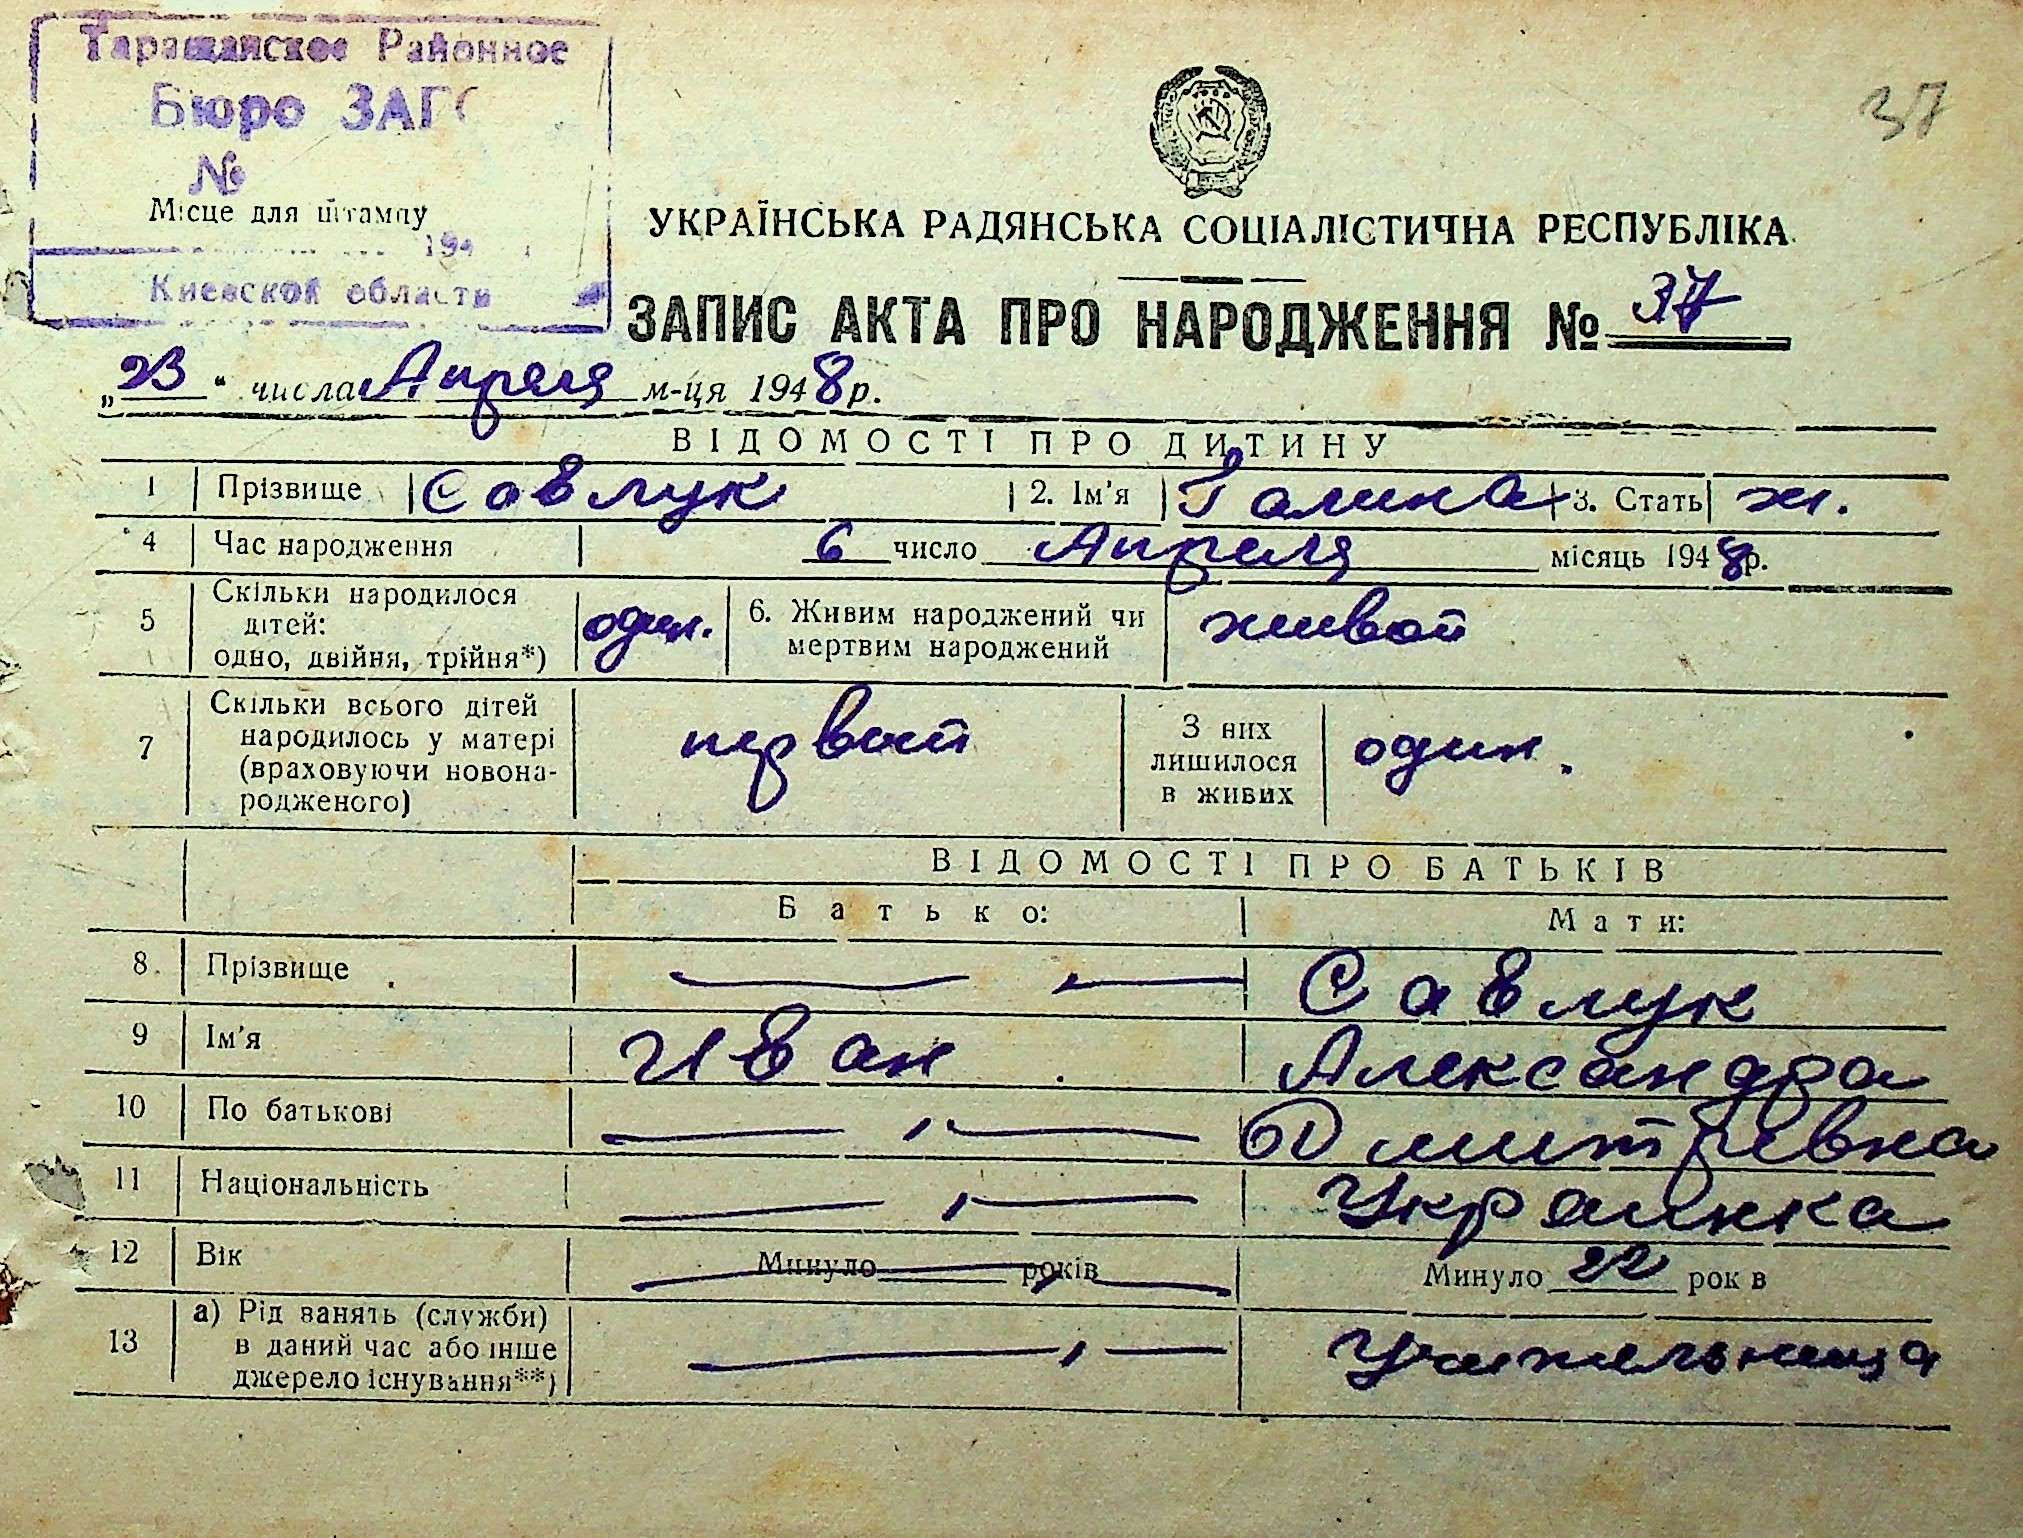 Таращанское Районное
Бюро ЗАГС
№
Місце для штампу
194
Киевской области
37
УКРАЇНСЬКА РАДЯНСЬКА СОЦІАЛІСТИЧНА РЕСПУБЛІКА
ЗАПИС АКТА ПРО НАРОДЖЕННЯ № 37
„23“ числа Апреля м-ця 1948 р.
ВІДОМОСТІ ПРО ДИТИНУ
1 Прізвище Савлук 2. Ім'я Галина 3. Стать ж.
4 Час народження 6 число Апреля місяць 1948 р.
5 Скільки народилося дітей: одно, двійня, трійня*) один. 6. Живим народжений чи мертвим народжений живой
7 Скільки всього дітей народилось у матері (враховуючи новонародженого) первой З них лишилося в живих один.
ВІДОМОСТІ ПРО БАТЬКІВ
Батько: Мати:
8. Прізвище — — Савлук
9 Ім'я Иван Александра
10 По батькові — — Дмитревна
11 Національність — — Украинка
12 Вік Минуло років Минуло 22 рок в
13 а) Рід занять (служби) в даний час або інше джерело існування**) — — Учительница